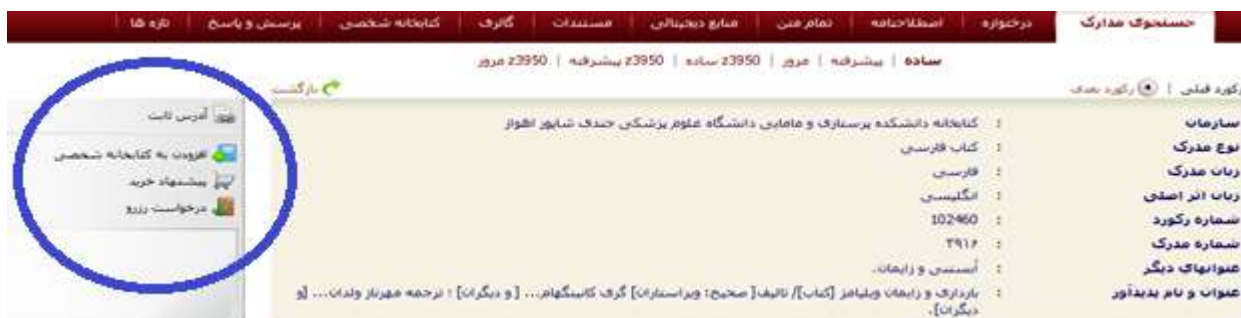 جستجوی مدارک | درختواره | اصطلاحنامه | تمام متن | منابع دیجیتالی | مستندات | گالری | کتابخانه شخصی | پرسش و پاسخ | تازه ها |
ساده | پیشرفته | مرور | z3950 ساده | z3950 پیشرفته | z3950 مرور
رکورد قبلی | رکورد بعدی
بازگشت
سازمان : کتابخانه دانشکده پرستاری و مامایی دانشگاه علوم پزشکی جندی شاپور اهواز
نوع مدرک : کتاب فارسی
زبان مدرک : فارسی
زبان اثر اصلی : انگلیسی
شماره رکورد : 102460
شماره مدرک : ۲۹۱۶
عنوانهای دیگر : آبستنی و زایمان.
عنوان و نام پدیدآور : بارداری و زایمان ویلیامز [کتاب]/ تالیف[ صحیح: ویراستاران] گری کانینگهام... [و دیگران] ؛ ترجمه مهرناز ولدان... [و
دیگران].
آدرس ثابت
افزودن به کتابخانه شخصی
پیشنهاد خرید
درخواست رزرو